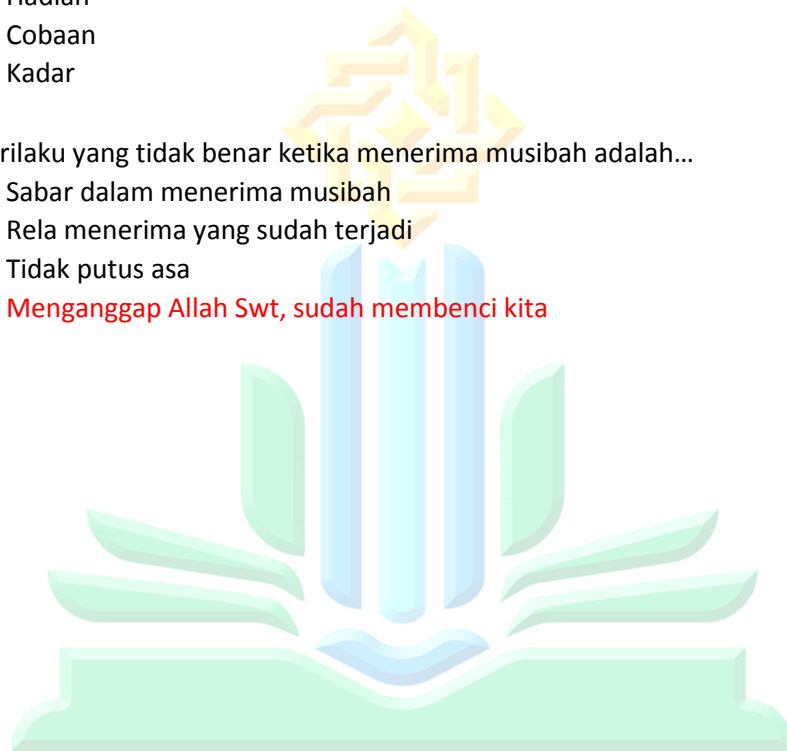 Cobaan
Kadar
rilaku yang tidak benar ketika menerima musibah adalah...
Sabar dalam menerima musibah
Rela menerima yang sudah terjadi
Tidak putus asa
Menganggap Allah Swt, sudah membenci kita